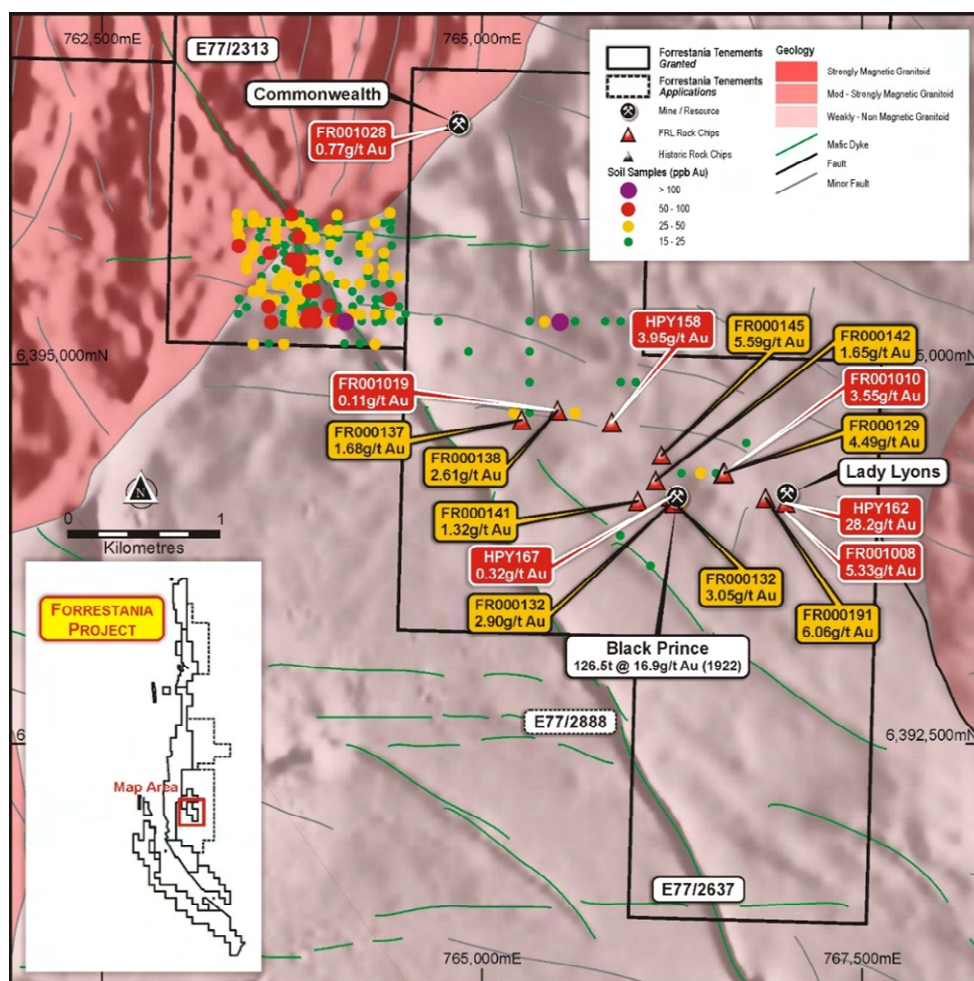 762,500mE
765,000mE
E77/2313
Commonwealth
FR001028
0.77g/t Au
Forrestania Tenements
Granted
Forrestania Tenements
Applications
Mine / Resource
FRL Rock Chips
Historic Rock Chips
Soil Samples (ppb Au)
> 100
50 - 100
25 - 50
15 - 25
Geology
Strongly Magnetic Granitoid
Mod - Strongly Magnetic Granitoid
Weakly - Non Magnetic Granitoid
Mafic Dyke
Fault
Minor Fault
6,395,000mN
5,000mN
HPY158
3.95g/t Au
FR000145
5.59g/t Au
FR000142
1.65g/t Au
FR001019
0.11g/t Au
FR001010
3.55g/t Au
FR000137
1.68g/t Au
FR000138
2.61g/t Au
FR000129
4.49g/t Au
Lady Lyons
N
0
1
Kilometres
FR000141
1.32g/t Au
HPY162
28.2g/t Au
HPY167
0.32g/t Au
FR001008
5.33g/t Au
FR000132
2.90g/t Au
FR000132
3.05g/t Au
FR000191
6.06g/t Au
Black Prince
126.5t @ 16.9g/t Au (1922)
FORRESTANIA
PROJECT
Map Area
E77/2888
6,392,500mN
E77/2637
765,000mE
767,500mE